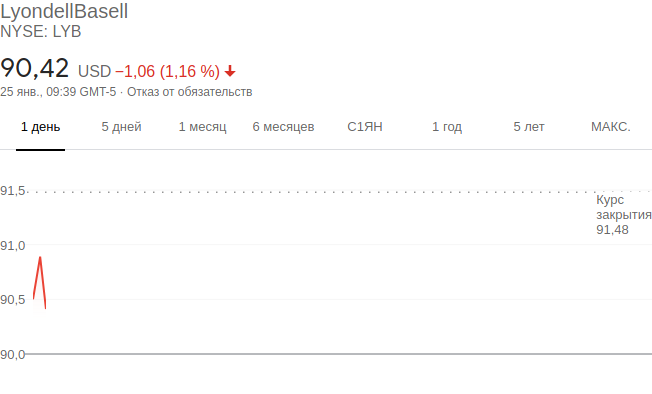 LyondellBasell
NYSE: LYB
90,42 USD −1,06 (1,16 %)
25 янв., 09:39 GMT-5 · Отказ от обязательств
1 день 5 дней 1 месяц 6 месяцев С1ЯН 1 год 5 лет МАКС.
91,5
Курс
закрытия
91,48
91,0
90,5
90,0